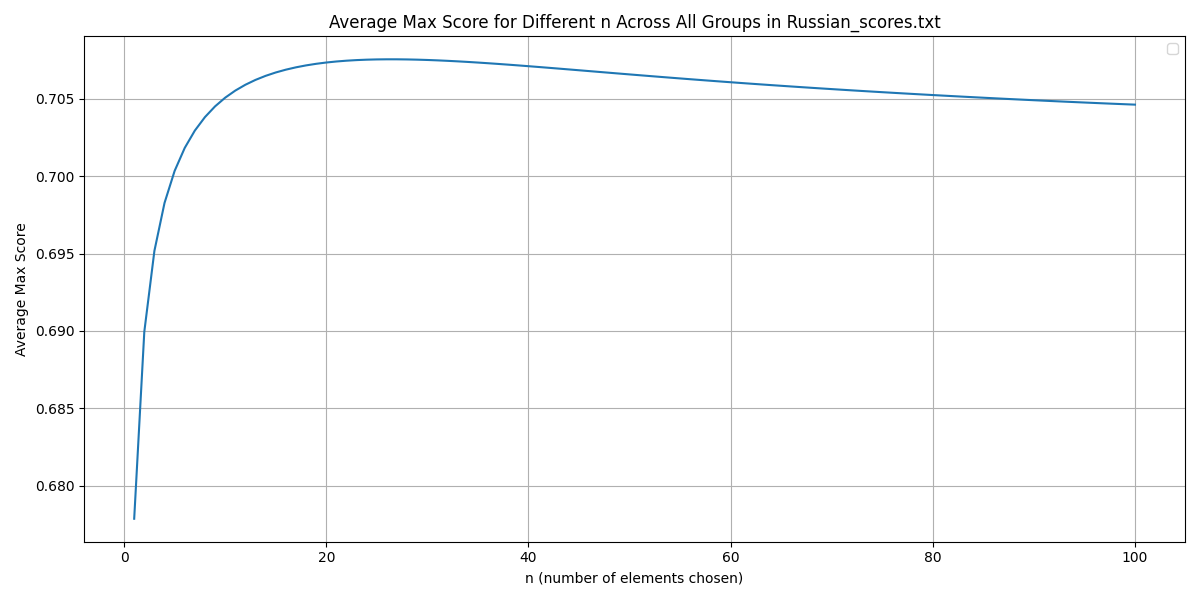 Average Max Score for Different n Across All Groups in Russian_scores.txt
Average Max Score
0.705
0.700
0.695
0.690
0.685
0.680
0 20 40 60 80 100
n (number of elements chosen)